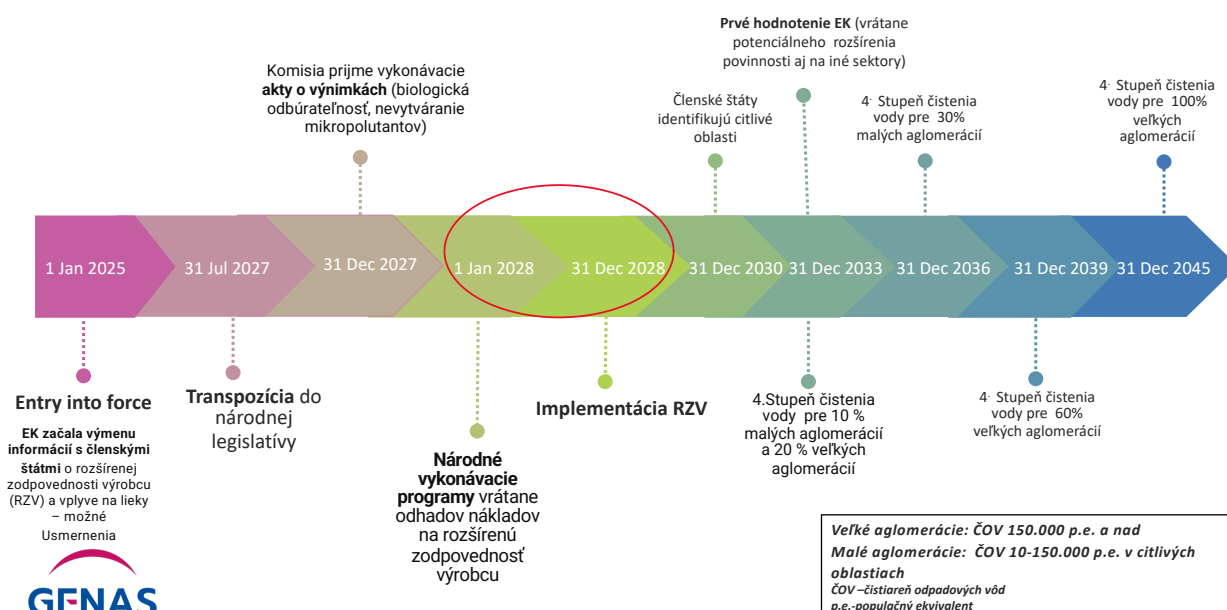 Prvé hodnotenie EK (vrátane
potenciálneho rozšírenia
povinnosti aj na iné sektory)
Komisia prijme vykonávacie
akty o výnimkách (biologická
odbúrateľnosť, nevytváranie
mikropolutantov)
Členské štáty
identifikujú citlivé
oblasti
4. Stupeň čistenia
vody pre 30%
malých aglomerácií
4. Stupeň čistenia
vody pre 100%
veľkých
aglomerácií
1 Jan 2025
31 Jul 2027
31 Dec 2027
1 Jan 2028
31 Dec 2028
31 Dec 2030
31 Dec 2033
31 Dec 2036
31 Dec 2039
31 Dec 2045
Entry into force
EK začala výmenu
informácií s členskými
štátmi o rozšírenej
zodpovednosti výrobcu
(RZV) a vplyve na lieky
– možné
Usmernenia
Transpozícia do
národnej
legislatívy
Národné
vykonávacie
programy vrátane
odhadov nákladov
na rozšírenú
zodpovednosť
výrobcu
Implementácia RZV
4.Stupeň čistenia
vody pre 10 %
malých aglomerácií
a 20 % veľkých
aglomerácií
4. Stupeň čistenia
vody pre 60%
veľkých aglomerácií
Veľké aglomerácie: ČOV 150.000 p.e. a nad
Malé aglomerácie: ČOV 10-150.000 p.e. v citlivých
oblastiach
ČOV –čistiareň odpadových vôd
p.e.-populačný ekvivalent
GENAS